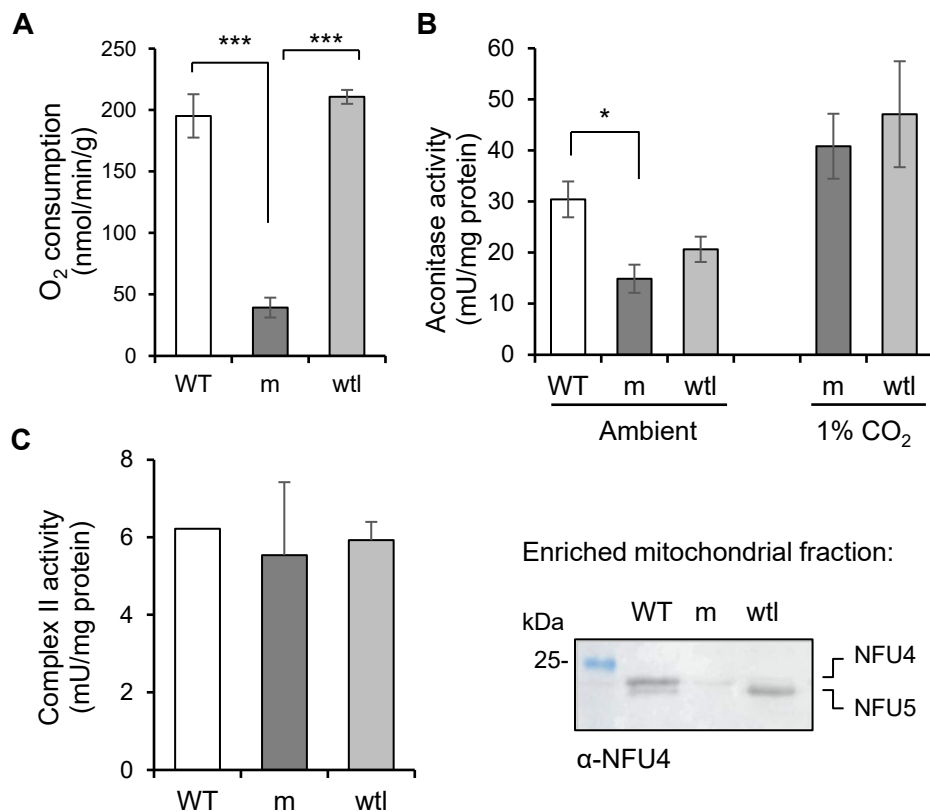 A
***
***
250
200
150
100
50
0
O₂ consumption
(nmol/min/g)
WT m wtl
B
*
60
50
40
30
20
10
0
Aconitase activity
(mU/mg protein)
WT m wtl m wtl
Ambient 1% CO₂
C
8
6
4
2
0
Complex II activity
(mU/mg protein)
WT m wtl
Enriched mitochondrial fraction:
kDa WT m wtl
25-
NFU4
NFU5
α-NFU4